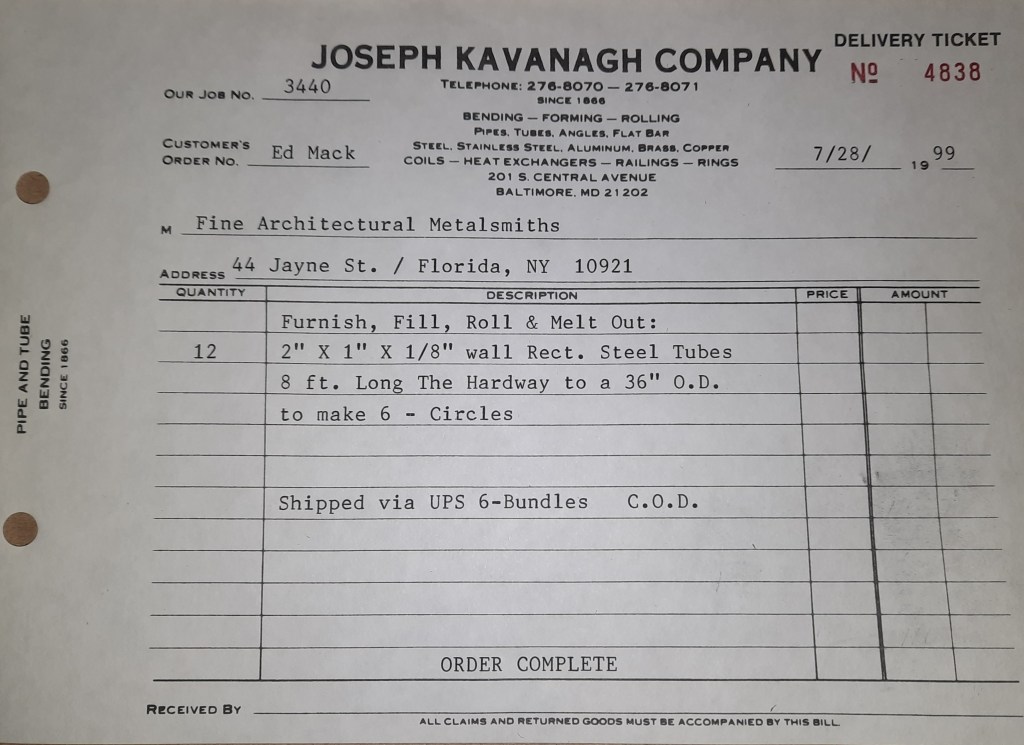 DELIVERY TICKET
JOSEPH KAVANAGH COMPANY
Nº 4838
OUR JOB NO. 3440
TELEPHONE: 276-8070 — 276-8071
SINCE 1866
BENDING — FORMING — ROLLING
PIPES, TUBES, ANGLES, FLAT BAR
CUSTOMER'S
ORDER NO. Ed Mack
STEEL, STAINLESS STEEL, ALUMINUM, BRASS, COPPER
COILS — HEAT EXCHANGERS — RAILINGS — RINGS
7/28/ 1999
201 S. CENTRAL AVENUE
BALTIMORE, MD 21202
M Fine Architectural Metalsmiths
ADDRESS 44 Jayne St. / Florida, NY 10921
QUANTITY DESCRIPTION PRICE AMOUNT
Furnish, Fill, Roll & Melt Out:
12 2" X 1" X 1/8" wall Rect. Steel Tubes
8 ft. Long The Hardway to a 36" O.D.
to make 6 - Circles
Shipped via UPS 6-Bundles C.O.D.
ORDER COMPLETE
RECEIVED BY
ALL CLAIMS AND RETURNED GOODS MUST BE ACCOMPANIED BY THIS BILL.
PIPE AND TUBE
BENDING
SINCE 1866